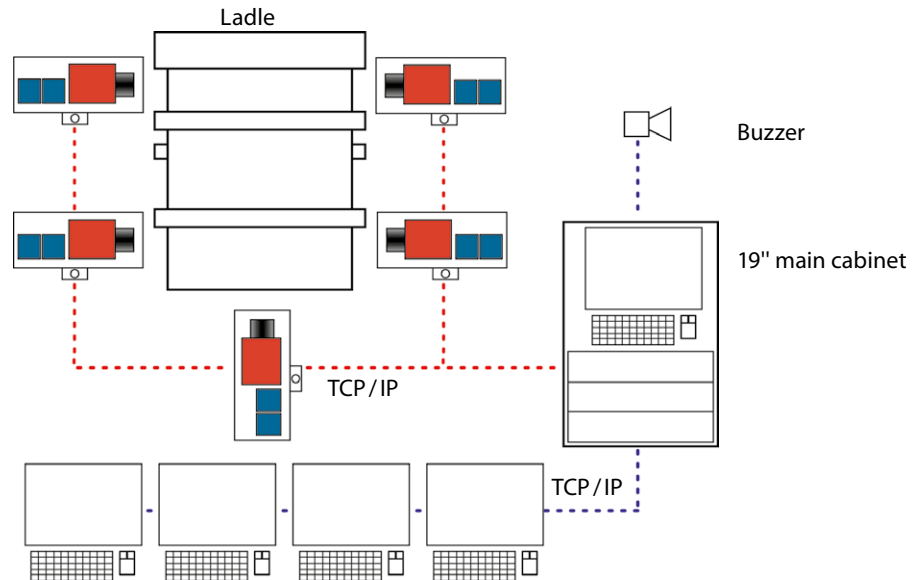 Ladle
Buzzer
19" main cabinet
TCP/IP
TCP/IP